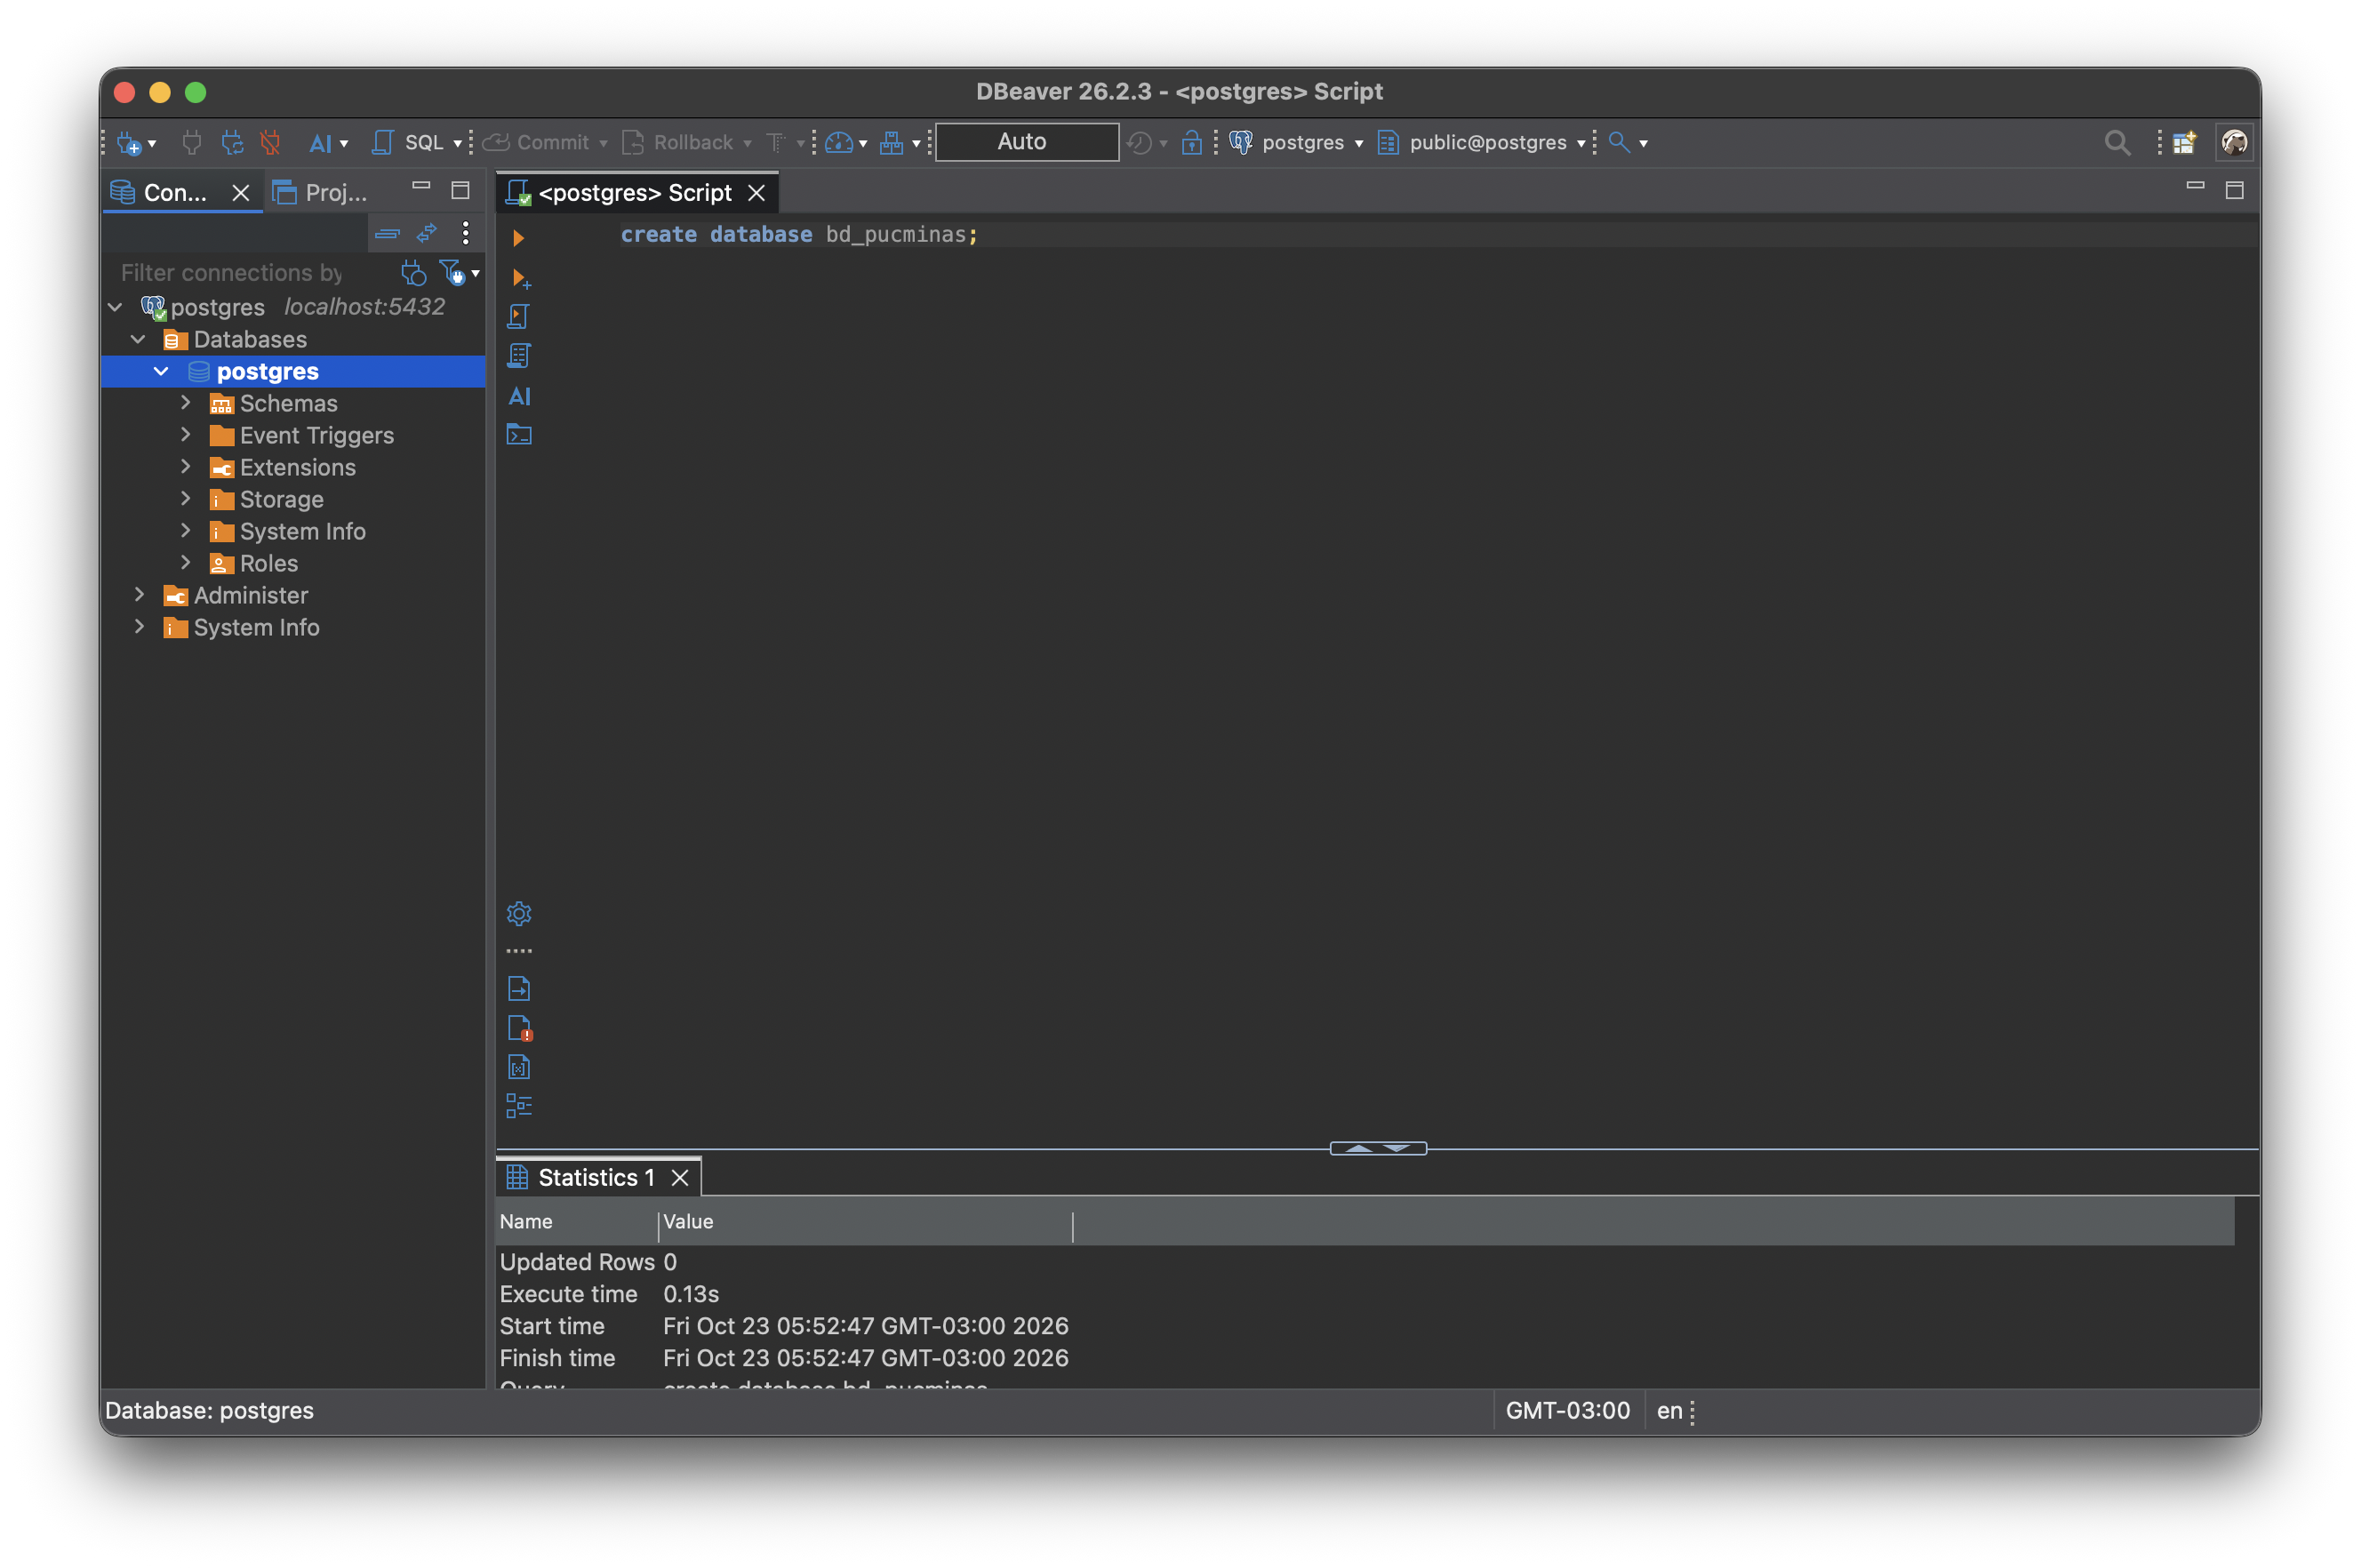 DBeaver 26.2.3 - <postgres> Script
AI SQL Commit Rollback Auto postgres public@postgres
Con... Proj... <postgres> Script
create database bd_pucminas;
Filter connections by
postgres localhost:5432
Databases
postgres
Schemas
AI
Event Triggers
Extensions
Storage
System Info
Roles
Administer
System Info
Statistics 1
Name Value
Updated Rows 0
Execute time 0.13s
Start time Fri Oct 23 05:52:47 GMT-03:00 2026
Finish time Fri Oct 23 05:52:47 GMT-03:00 2026
Query create database bd_pucminas
Database: postgres GMT-03:00 en